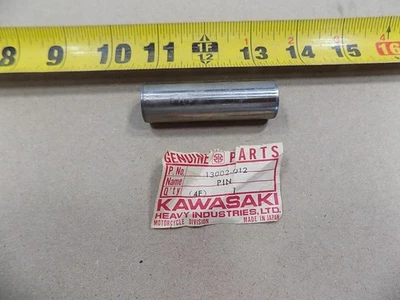 8 9 10 11 1F 13 14 15 16
12
GENUINE PARTS
P.No. 13002-012
Name PIN
Q'ty (4F) 1
KAWASAKI
HEAVY INDUSTRIES, LTD.
MOTORCYCLE DIVISION MADE IN JAPAN